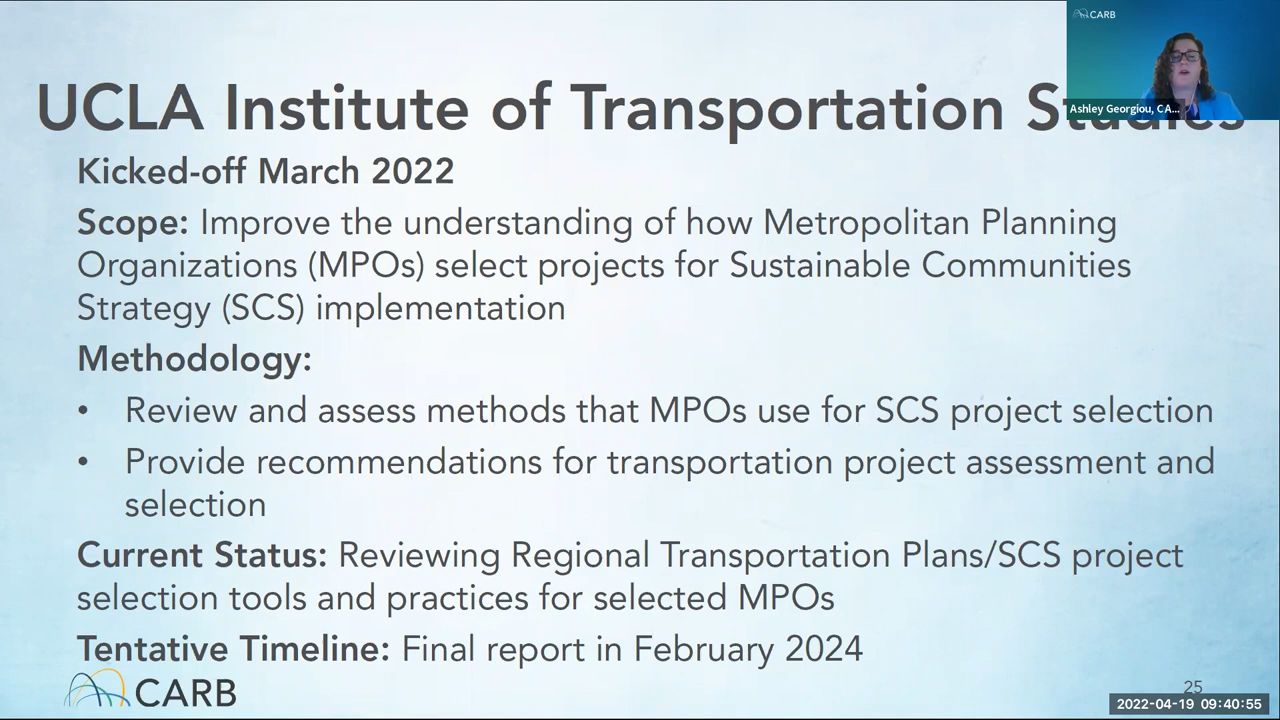 CARB
Ashley Georgiou, CA...
UCLA Institute of Transportation Studies
Kicked-off March 2022
Scope: Improve the understanding of how Metropolitan Planning
Organizations (MPOs) select projects for Sustainable Communities
Strategy (SCS) implementation
Methodology:
• Review and assess methods that MPOs use for SCS project selection
• Provide recommendations for transportation project assessment and
selection
Current Status: Reviewing Regional Transportation Plans/SCS project
selection tools and practices for selected MPOs
Tentative Timeline: Final report in February 2024
CARB
25
2022-04-19 09:40:55